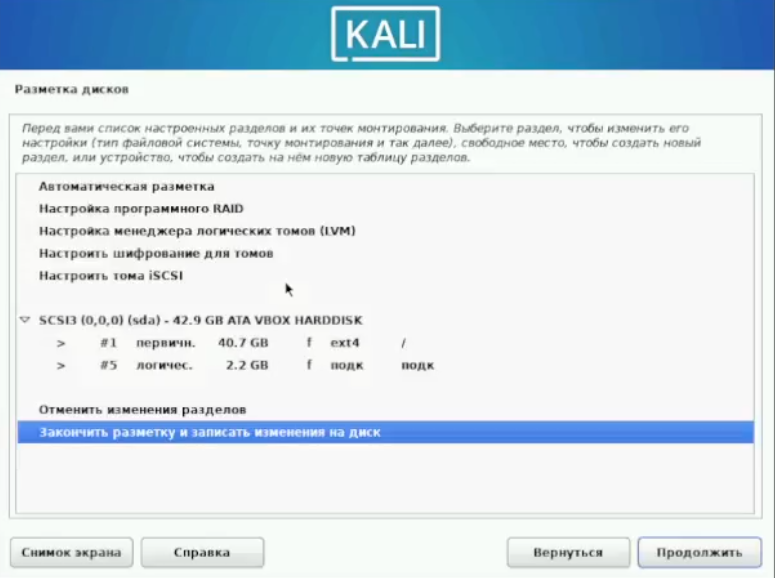 KALI
Разметка дисков
Перед вами список настроенных разделов и их точек монтирования. Выберите раздел, чтобы изменить его
настройки (тип файловой системы, точку монтирования и так далее), свободное место, чтобы создать новый
раздел, или устройство, чтобы создать на нём новую таблицу разделов.
Автоматическая разметка
Настройка программного RAID
Настройка менеджера логических томов (LVM)
Настроить шифрование для томов
Настроить тома iSCSI
SCSI3 (0,0,0) (sda) - 42.9 GB ATA VBOX HARDDISK
> #1 первичн. 40.7 GB f ext4 /
> #5 логичес. 2.2 GB f подк подк
Отменить изменения разделов
Закончить разметку и записать изменения на диск
Снимок экрана Справка Вернуться Продолжить